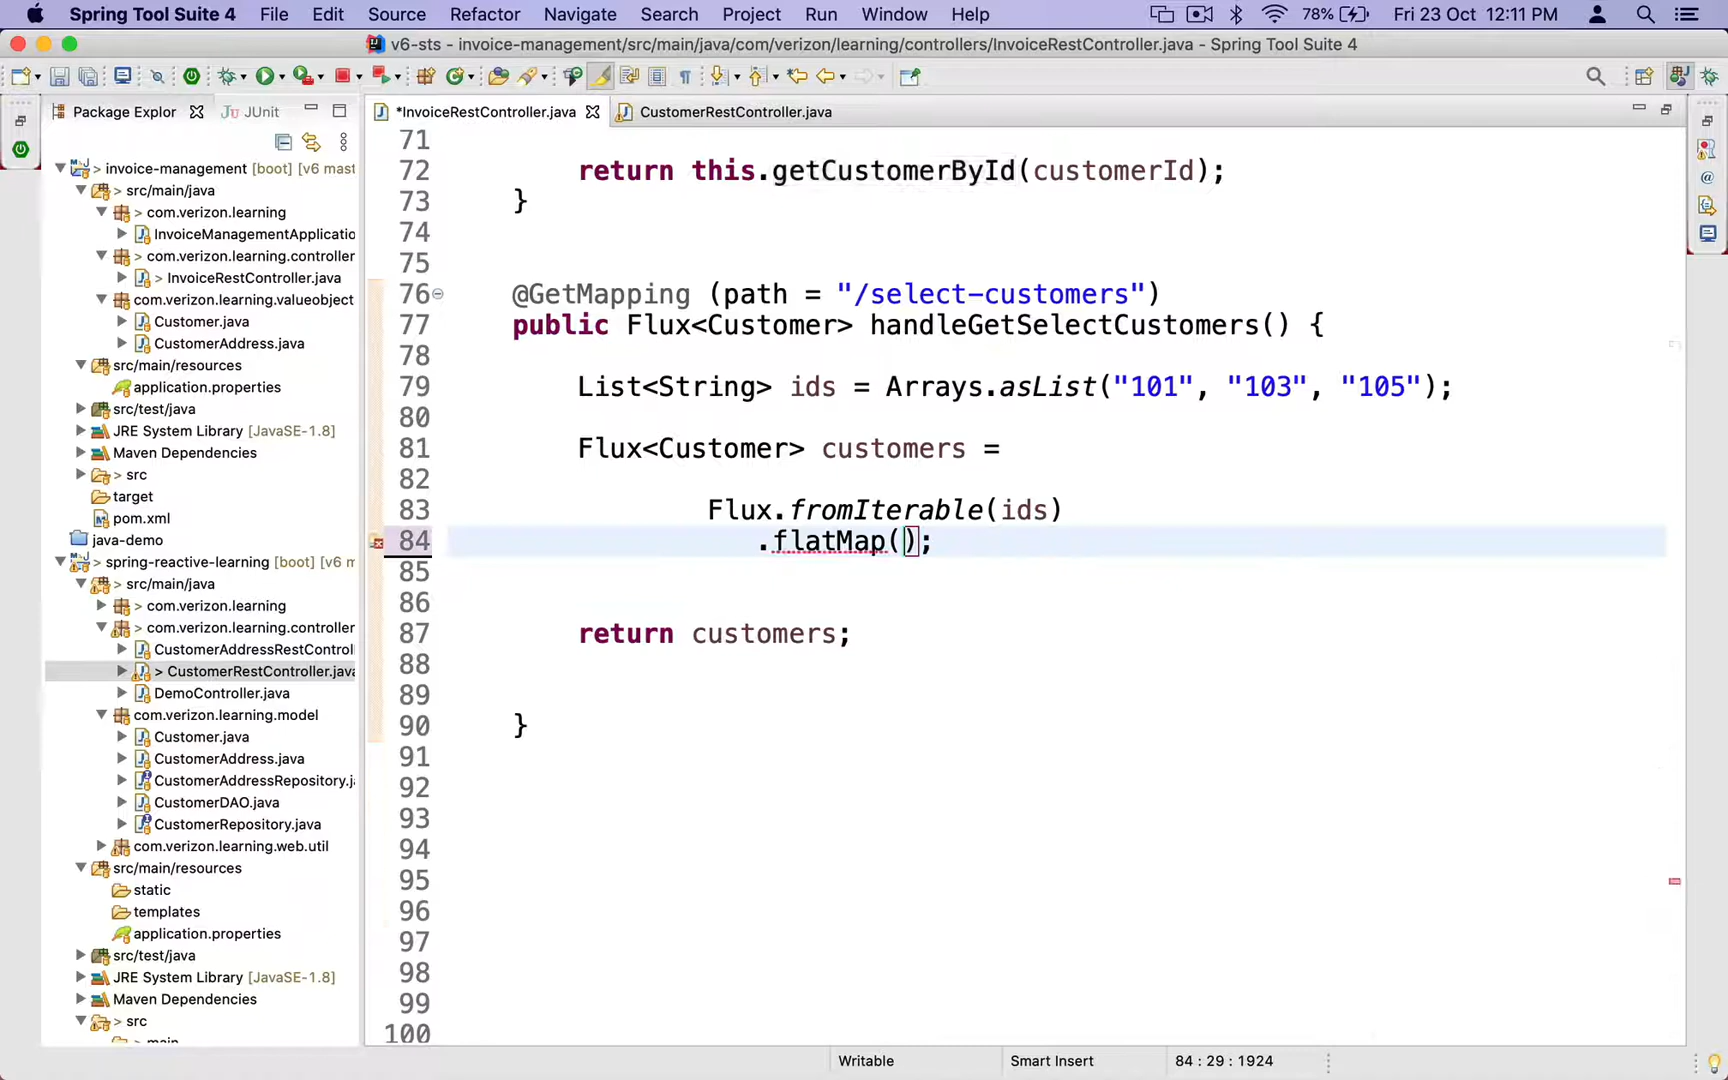 Spring Tool Suite 4 File Edit Source Refactor Navigate Search Project Run Window Help 78% Fri 23 Oct 12:11 PM
v6-sts - invoice-management/src/main/java/com/verizon/learning/controllers/InvoiceRestController.java - Spring Tool Suite 4
Package Explor JUnit
*InvoiceRestController.java CustomerRestController.java
> invoice-management [boot] [v6 mast
> src/main/java
> com.verizon.learning
InvoiceManagementApplicatio
> com.verizon.learning.controller
> InvoiceRestController.java
com.verizon.learning.valueobject
Customer.java
CustomerAddress.java
src/main/resources
application.properties
src/test/java
JRE System Library [JavaSE-1.8]
Maven Dependencies
> src
target
pom.xml
java-demo
> spring-reactive-learning [boot] [v6 m
> src/main/java
> com.verizon.learning
> com.verizon.learning.controller
CustomerAddressRestControl
> CustomerRestController.java
DemoController.java
com.verizon.learning.model
Customer.java
CustomerAddress.java
CustomerAddressRepository.ja
CustomerDAO.java
CustomerRepository.java
com.verizon.learning.web.util
src/main/resources
static
templates
application.properties
src/test/java
JRE System Library [JavaSE-1.8]
Maven Dependencies
> src
main
71
72 return this.getCustomerById(customerId);
73 }
74
75
76 @GetMapping (path = "/select-customers")
77 public Flux<Customer> handleGetSelectCustomers() {
78
79 List<String> ids = Arrays.asList("101", "103", "105");
80
81 Flux<Customer> customers =
82
83 Flux.fromIterable(ids)
84 .flatMap();
85
86
87 return customers;
88
89
90 }
91
92
93
94
95
96
97
98
99
100
Writable Smart Insert 84 : 29 : 1924